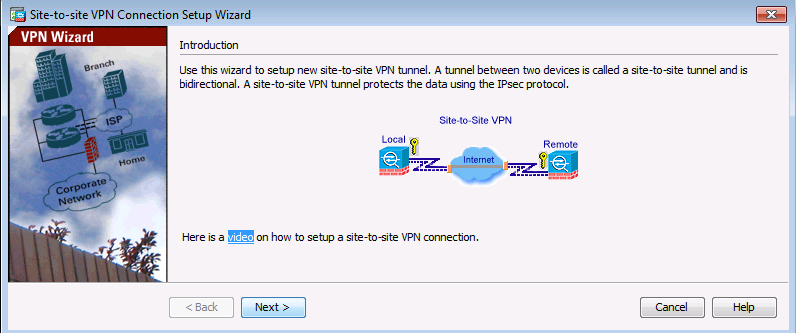 Site-to-site VPN Connection Setup Wizard
VPN Wizard
Branch
ISP
Home
Corporate
Network
Introduction
Use this wizard to setup new site-to-site VPN tunnel. A tunnel between two devices is called a site-to-site tunnel and is
bidirectional. A site-to-site VPN tunnel protects the data using the IPsec protocol.
Site-to-Site VPN
Local
Internet
Remote
Here is a video on how to setup a site-to-site VPN connection.
< Back
Next >
Cancel
Help